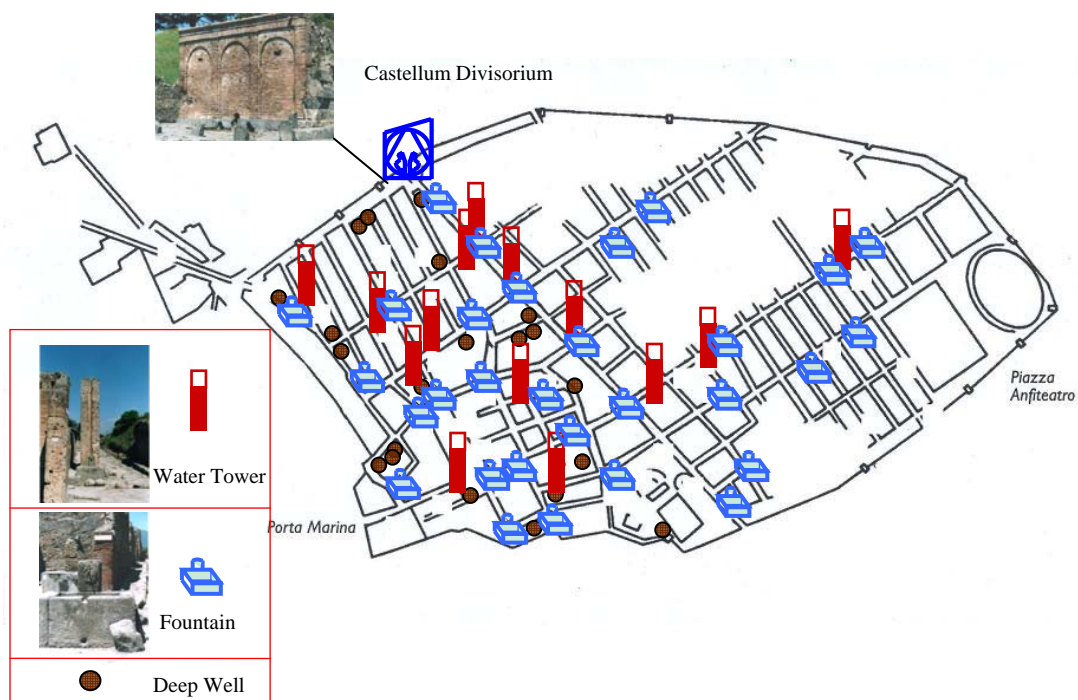 Castellum Divisorium
Piazza
Anfiteatro
Water Tower
Porta Marina
Fountain
Deep Well